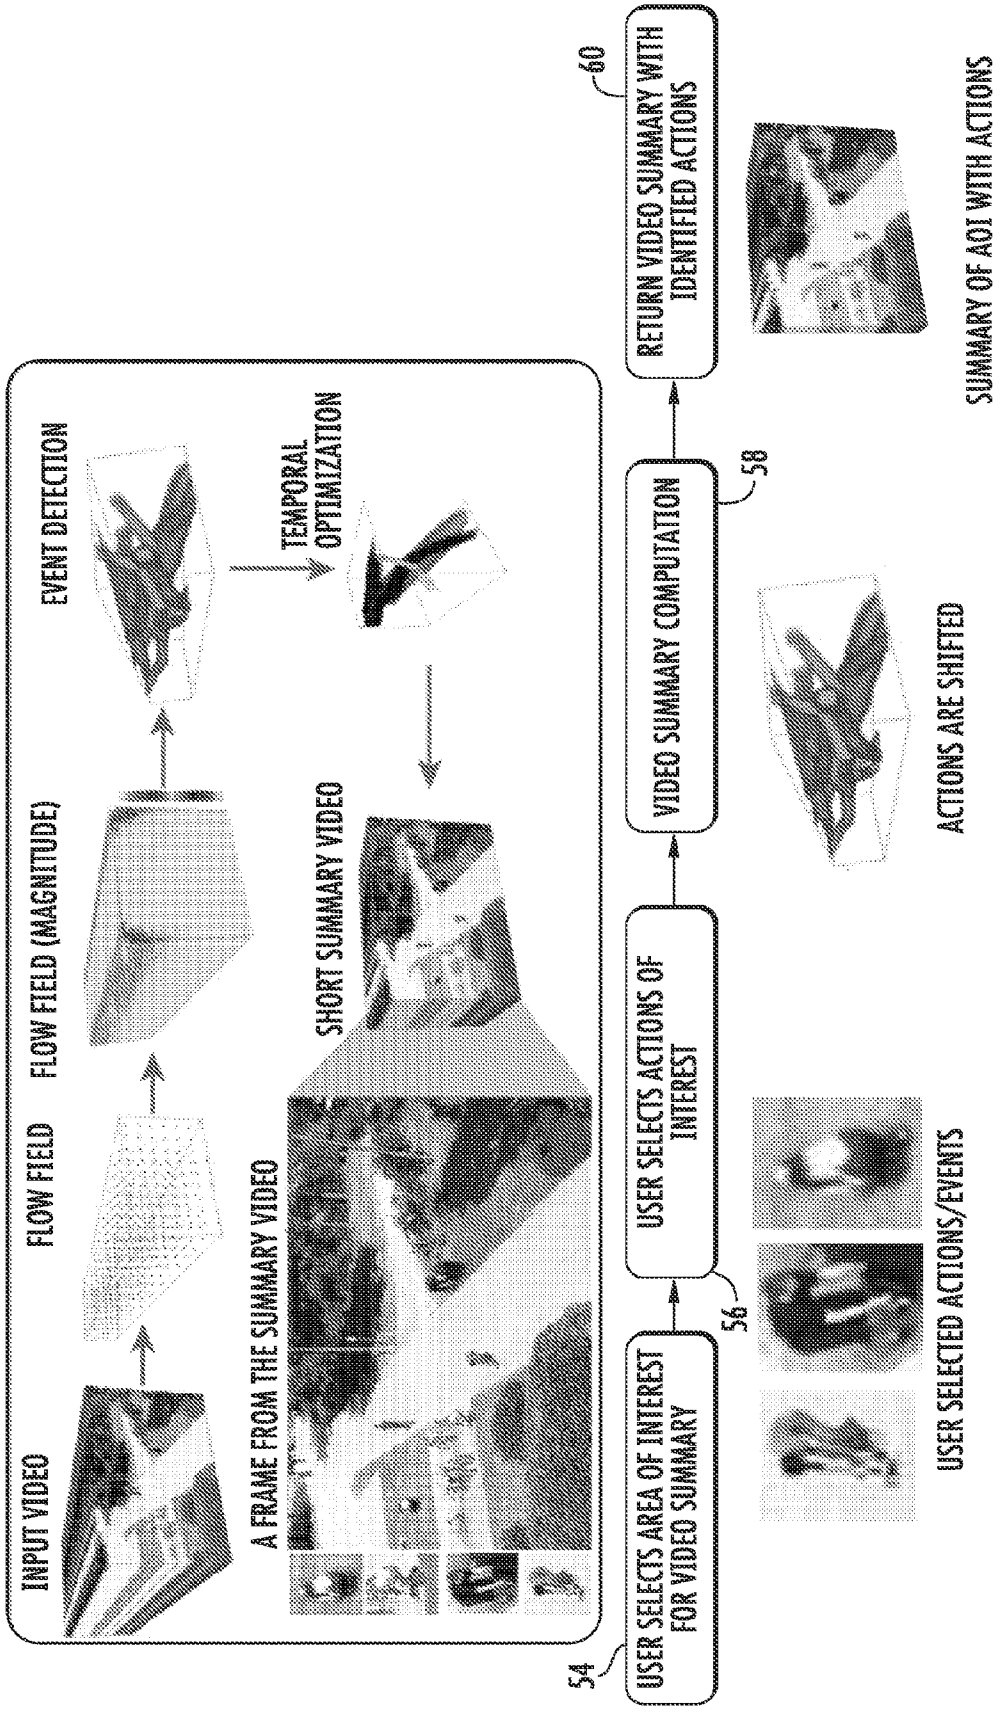 INPUT VIDEO
FLOW FIELD
FLOW FIELD (MAGNITUDE)
EVENT DETECTION
TEMPORAL
OPTIMIZATION
SHORT SUMMARY VIDEO
A FRAME FROM THE SUMMARY VIDEO
54
USER SELECTS AREA OF INTEREST
FOR VIDEO SUMMARY
56
USER SELECTS ACTIONS OF
INTEREST
VIDEO SUMMARY COMPUTATION
58
60
RETURN VIDEO SUMMARY WITH
IDENTIFIED ACTIONS
USER SELECTED ACTIONS/EVENTS
ACTIONS ARE SHIFTED
SUMMARY OF AOI WITH ACTIONS